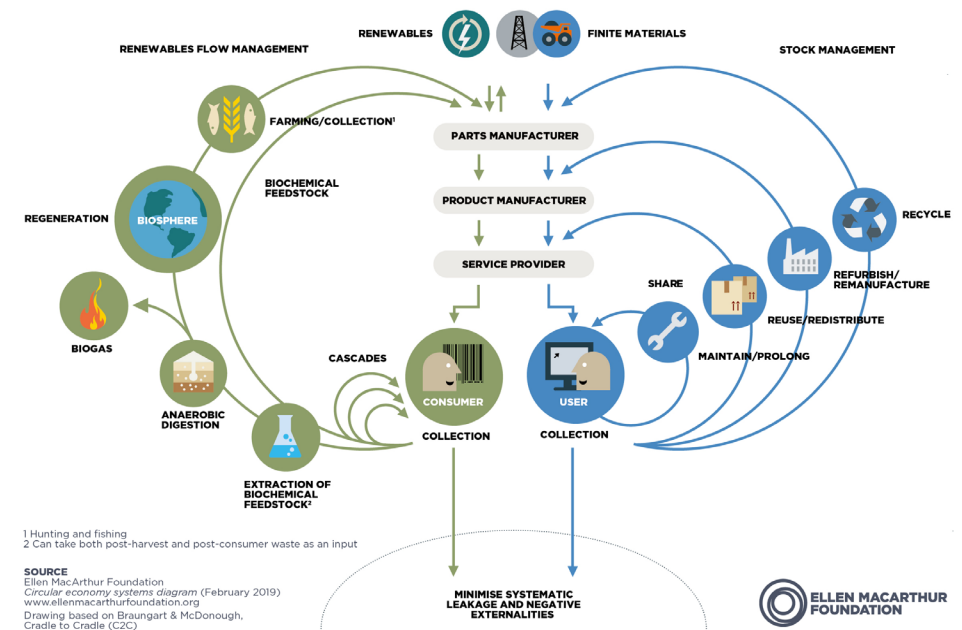 RENEWABLES
FINITE MATERIALS
RENEWABLES FLOW MANAGEMENT
STOCK MANAGEMENT
FARMING/COLLECTION¹
PARTS MANUFACTURER
BIOCHEMICAL
FEEDSTOCK
PRODUCT MANUFACTURER
REGENERATION
BIOSPHERE
RECYCLE
SERVICE PROVIDER
REFURBISH/
REMANUFACTURE
SHARE
REUSE/REDISTRIBUTE
BIOGAS
MAINTAIN/PROLONG
CASCADES
CONSUMER
USER
ANAEROBIC
DIGESTION
COLLECTION
COLLECTION
EXTRACTION OF
BIOCHEMICAL
FEEDSTOCK²
1 Hunting and fishing
2 Can take both post-harvest and post-consumer waste as an input
SOURCE
Ellen MacArthur Foundation
Circular economy systems diagram (February 2019)
www.ellenmacarthurfoundation.org
Drawing based on Braungart & McDonough,
Cradle to Cradle (C2C)
MINIMISE SYSTEMATIC
LEAKAGE AND NEGATIVE
EXTERNALITIES
ELLEN MACARTHUR
FOUNDATION